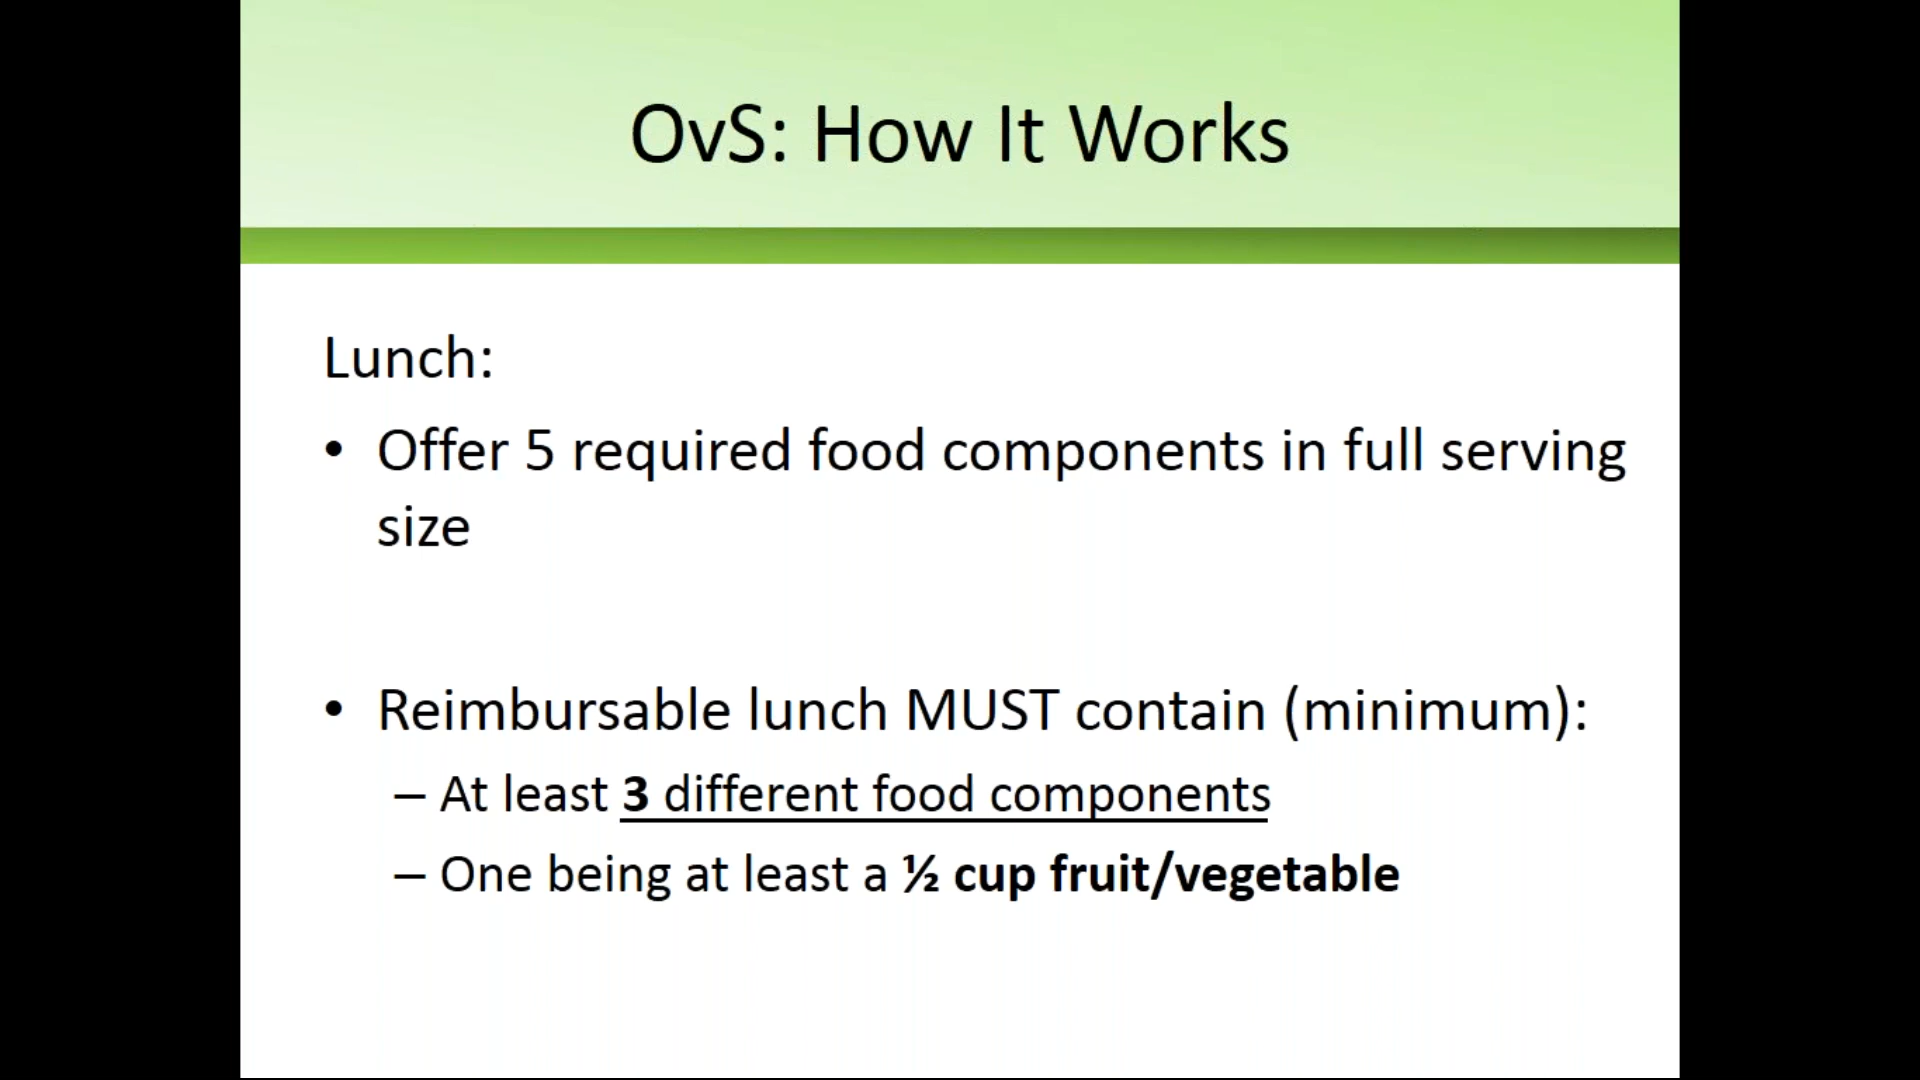 OvS: How It Works
Lunch:
• Offer 5 required food components in full serving
size
• Reimbursable lunch MUST contain (minimum):
– At least 3 different food components
– One being at least a ½ cup fruit/vegetable